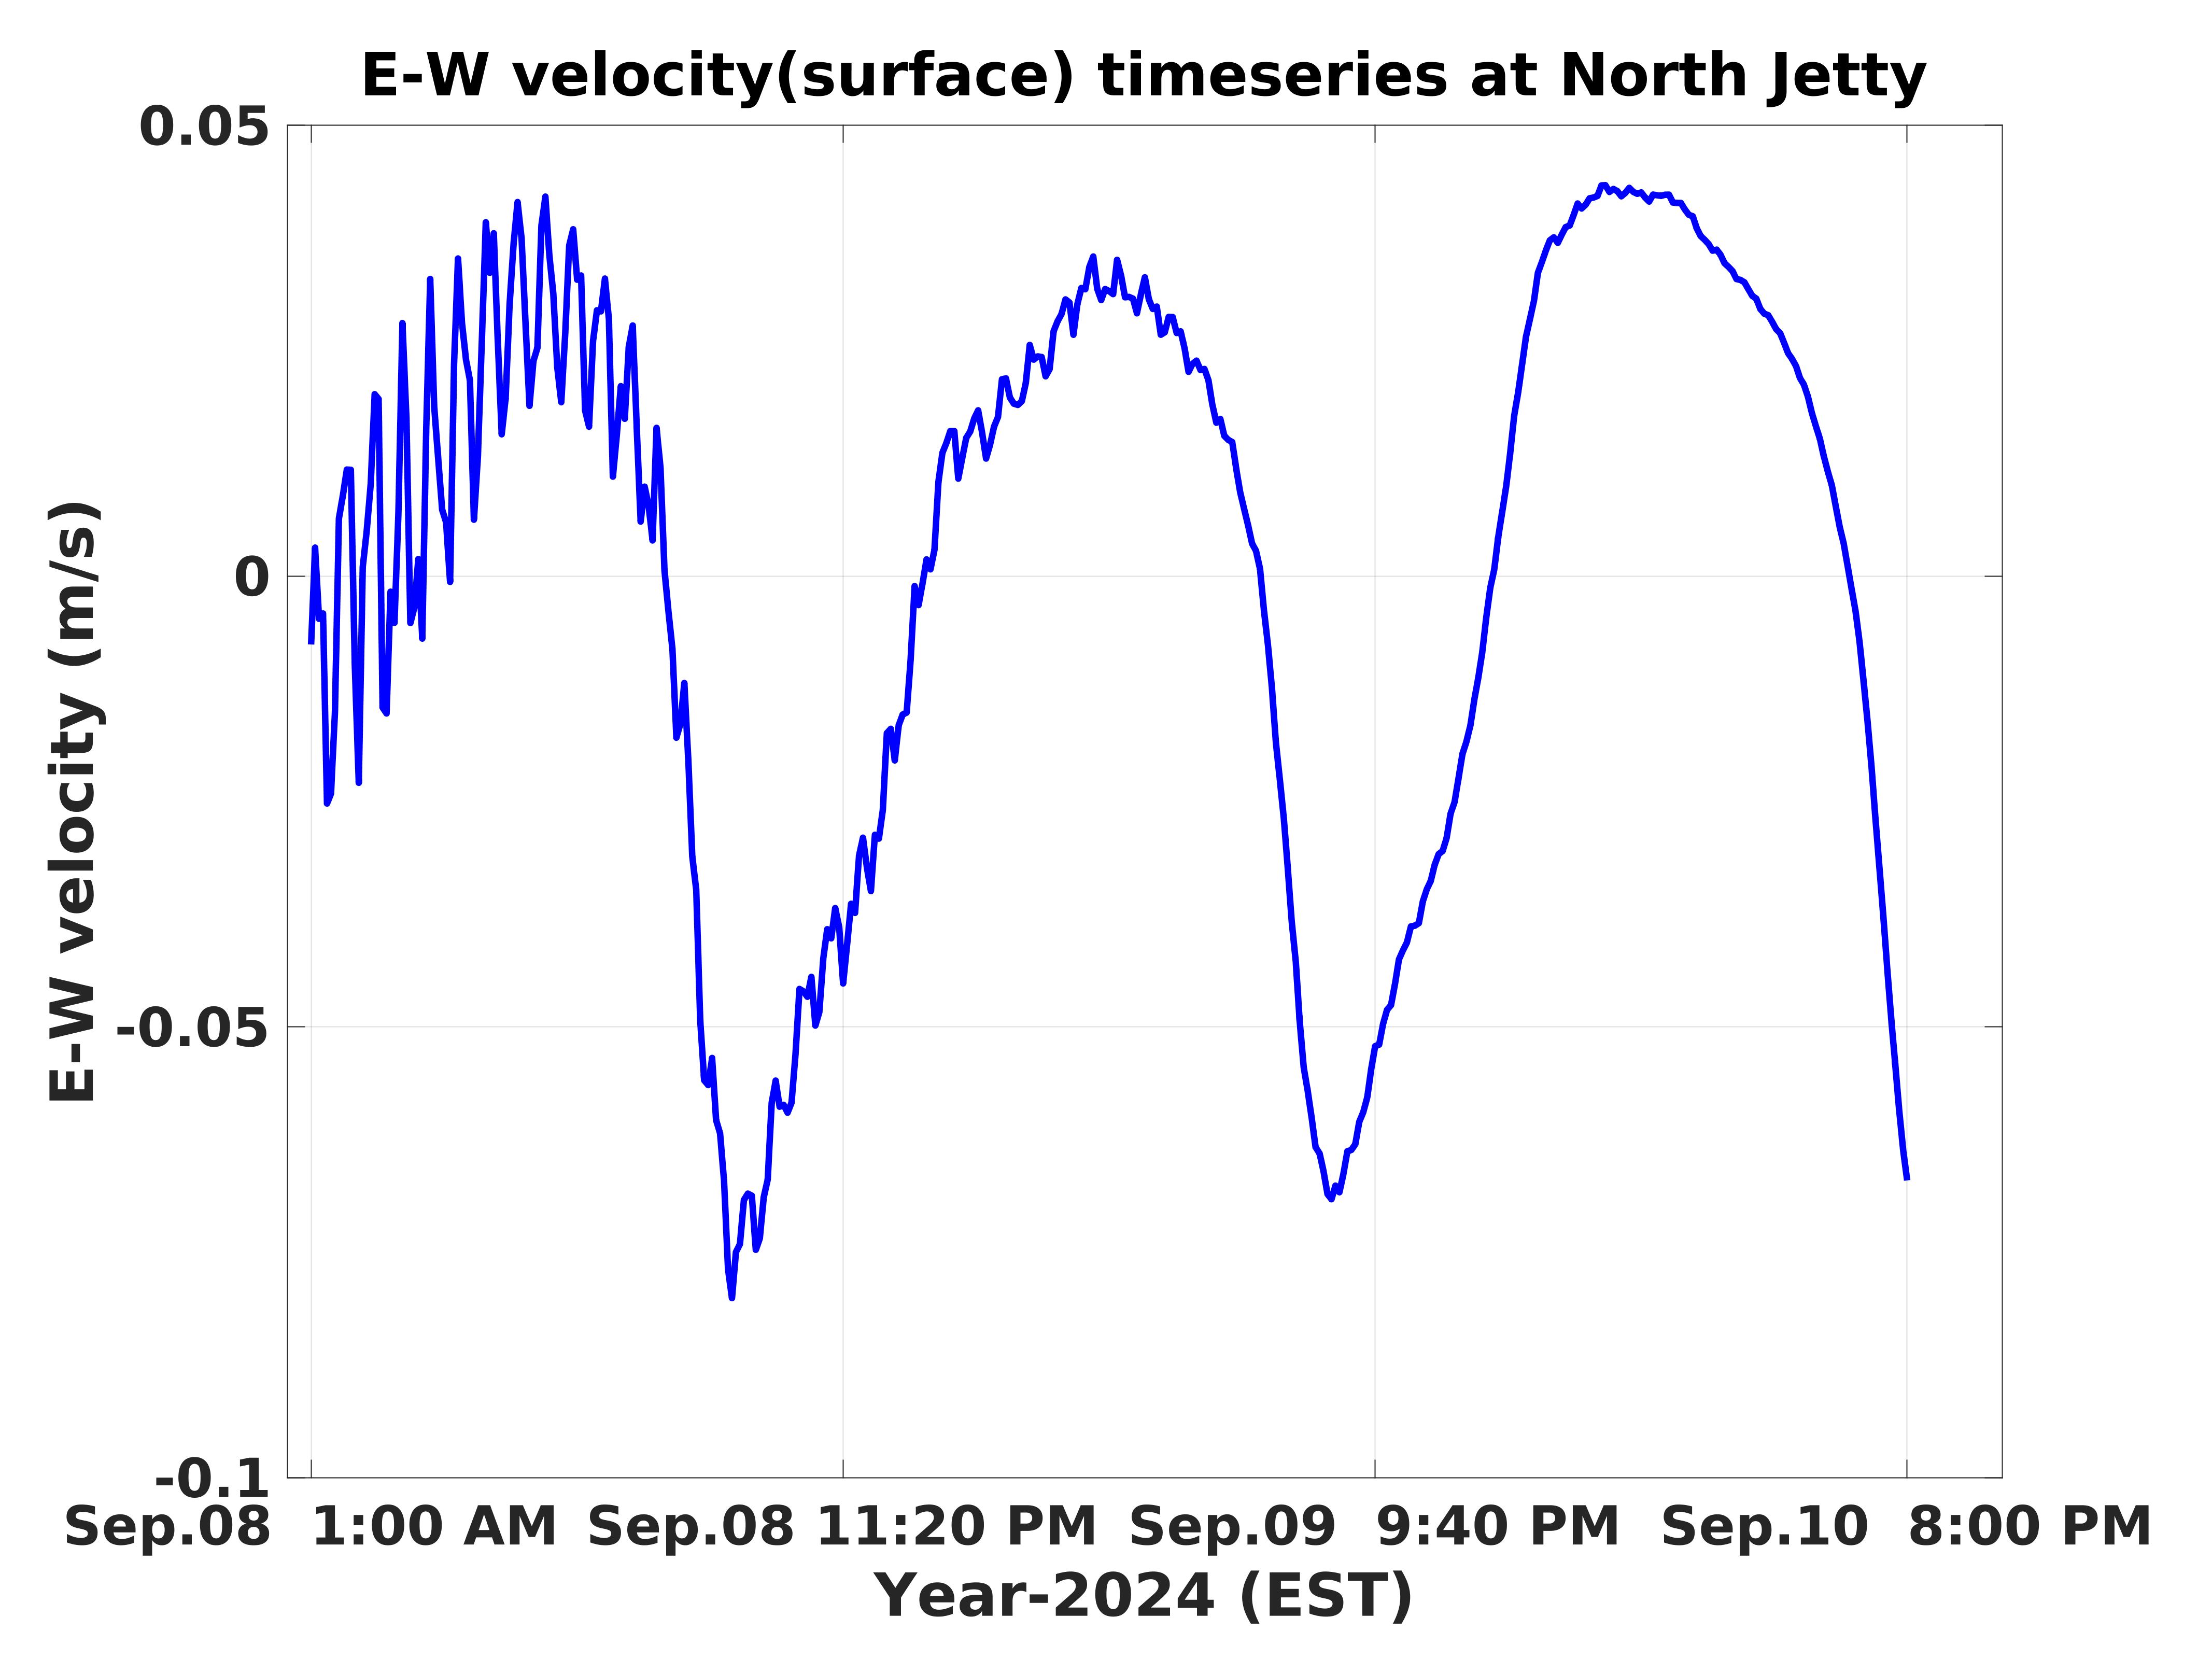 E-W velocity(surface) timeseries at North Jetty
0.05
0
-0.05
-0.1
E-W velocity (m/s)
Sep.08 1:00 AM Sep.08 11:20 PM Sep.09 9:40 PM Sep.10 8:00 PM
Year-2024 (EST)